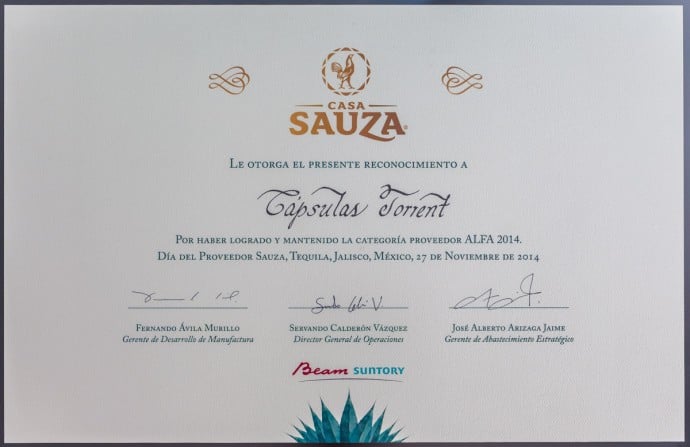 CASA
SAUZA®
LE OTORGA EL PRESENTE RECONOCIMIENTO A
Cápsulas Torrent
POR HABER LOGRADO Y MANTENIDO LA CATEGORÍA PROVEEDOR ALFA 2014.
DÍA DEL PROVEEDOR SAUZA, TEQUILA, JALISCO, MÉXICO, 27 DE NOVIEMBRE DE 2014
FERNANDO ÁVILA MURILLO SERVANDO CALDERÓN VÁZQUEZ JOSÉ ALBERTO ARIZAGA JAIME
Gerente de Desarrollo de Manufactura Director General de Operaciones Gerente de Abastecimiento Estratégico
Beam SUNTORY